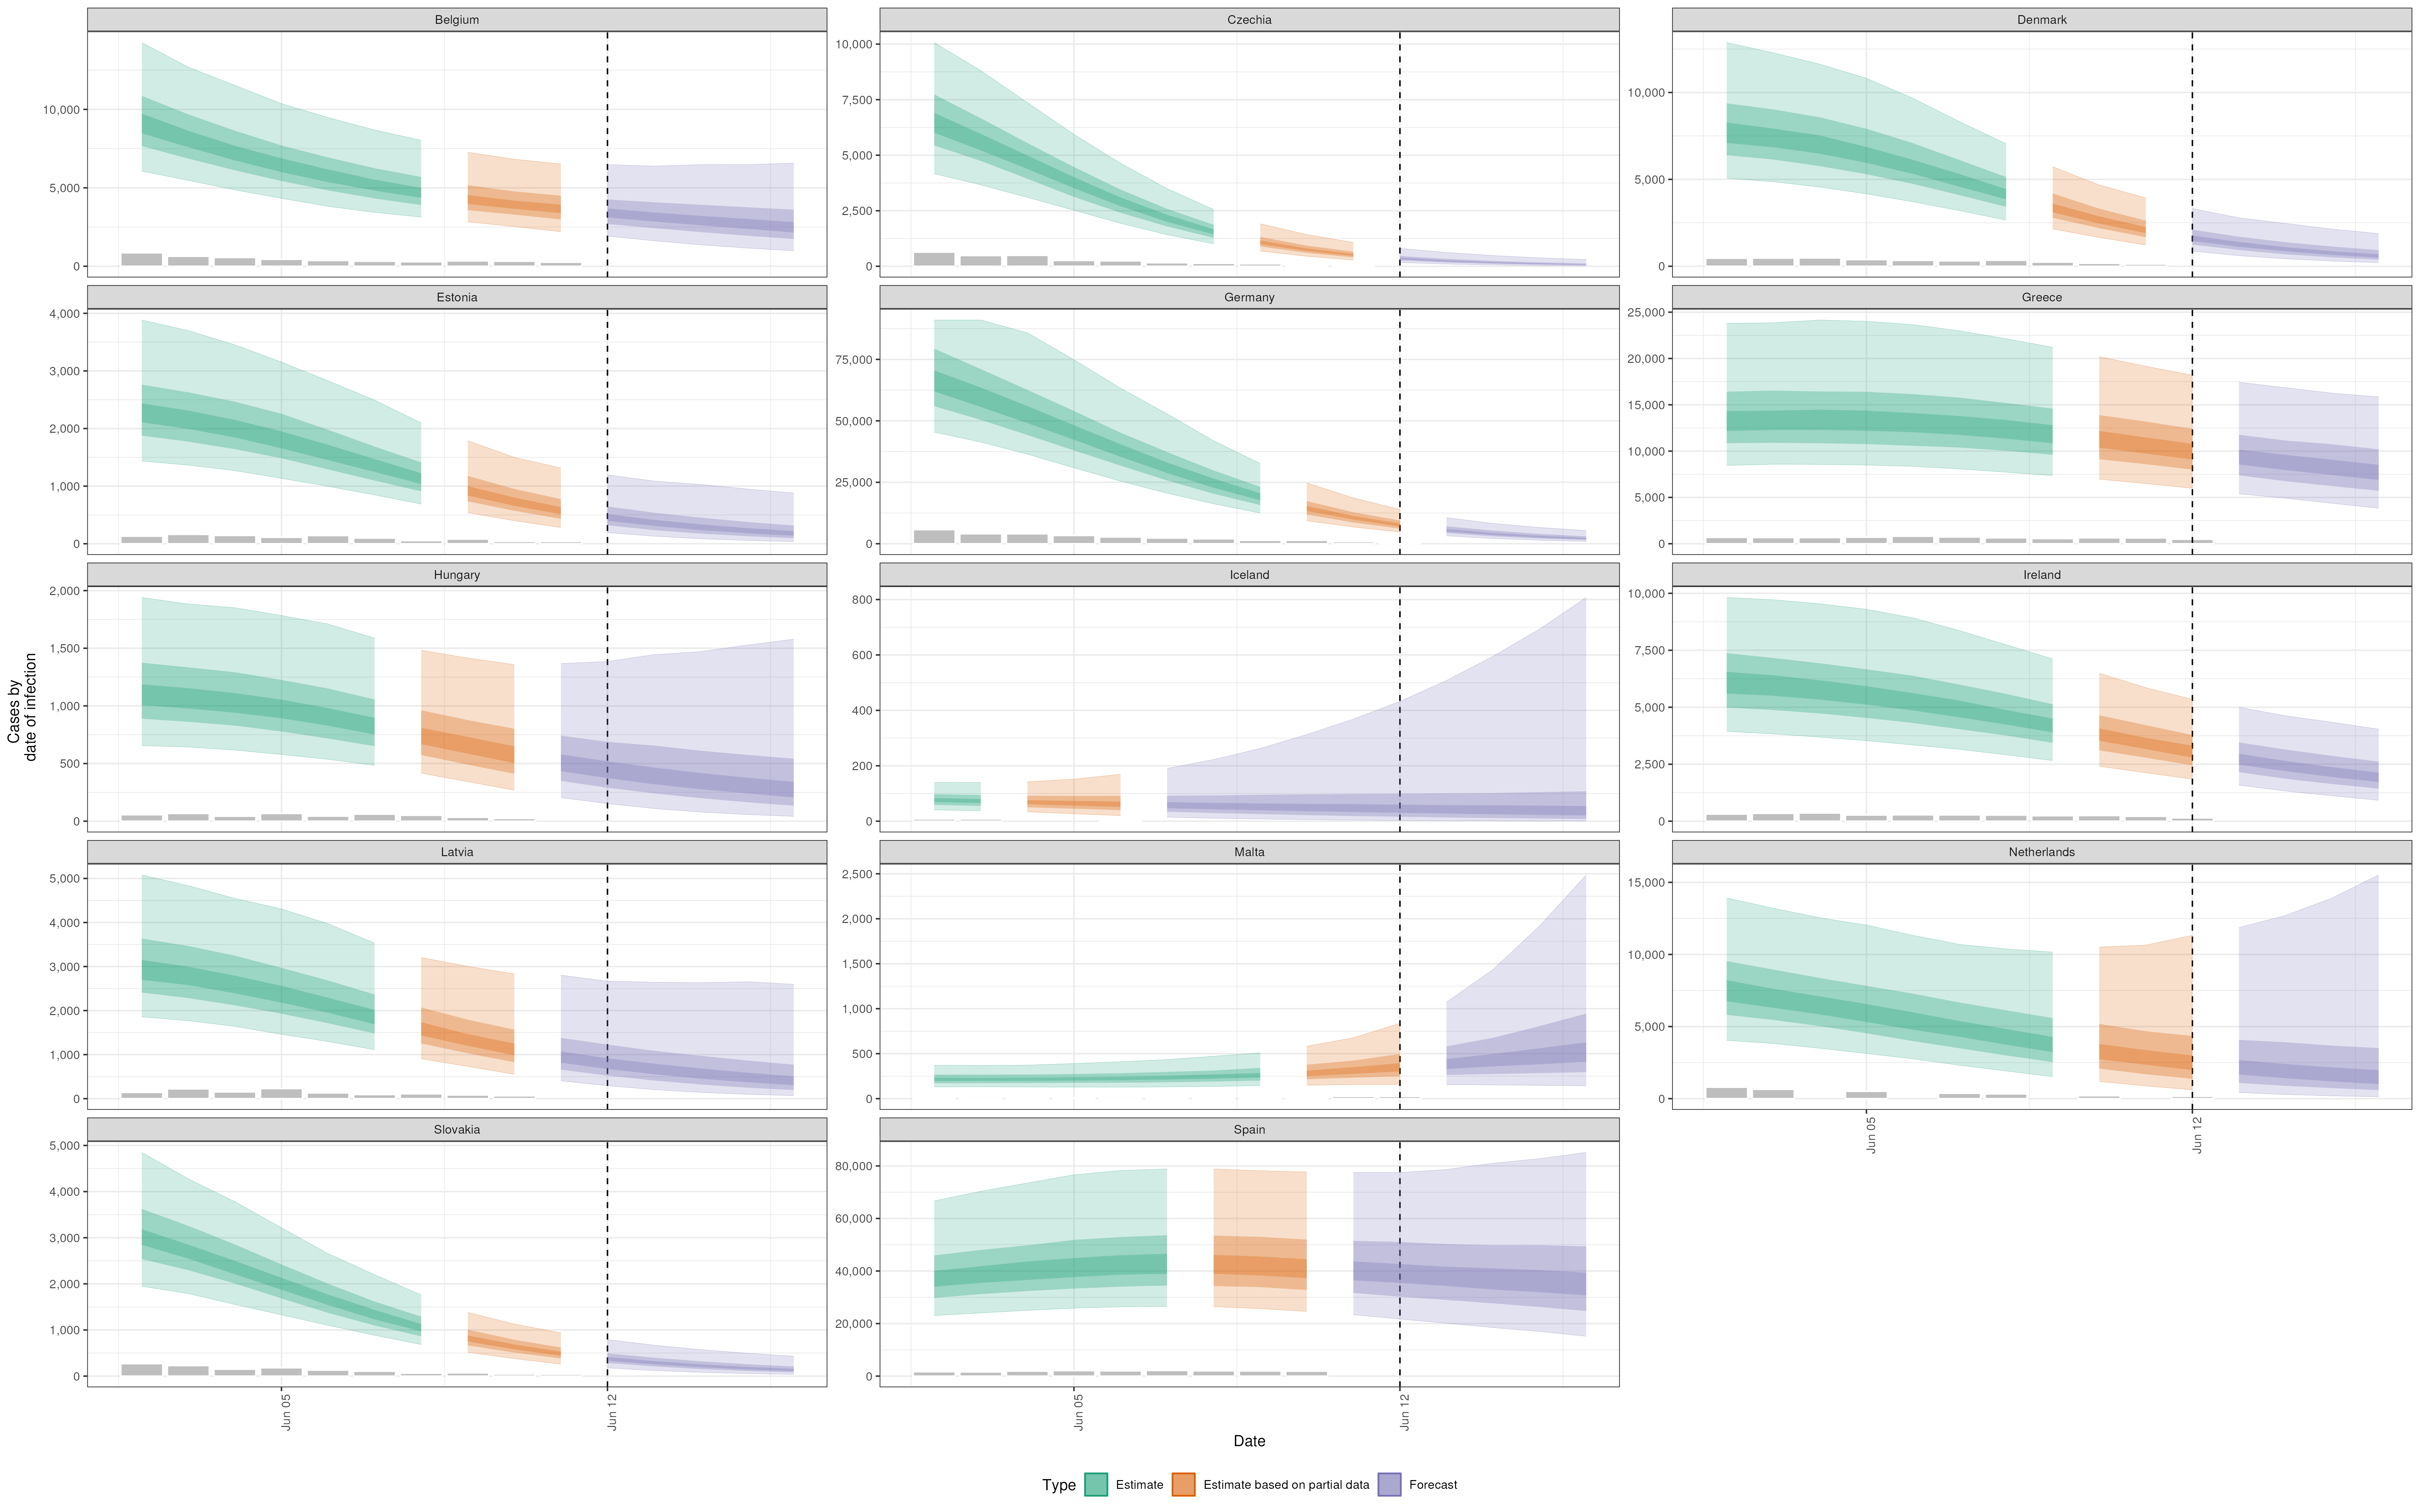 Belgium
Czechia
Denmark
10,000
5,000
0
10,000
7,500
5,000
2,500
0
10,000
5,000
0
Estonia
Germany
Greece
4,000
3,000
2,000
1,000
0
75,000
50,000
25,000
0
25,000
20,000
15,000
10,000
5,000
0
Hungary
Iceland
Ireland
2,000
1,500
1,000
500
0
800
600
400
200
0
10,000
7,500
5,000
2,500
0
Cases by
date of infection
Latvia
Malta
Netherlands
5,000
4,000
3,000
2,000
1,000
0
2,500
2,000
1,500
1,000
500
0
15,000
10,000
5,000
0
Jun 05
Jun 12
Slovakia
Spain
5,000
4,000
3,000
2,000
1,000
0
80,000
60,000
40,000
20,000
0
Jun 05
Jun 12
Jun 05
Jun 12
Date
Type Estimate Estimate based on partial data Forecast